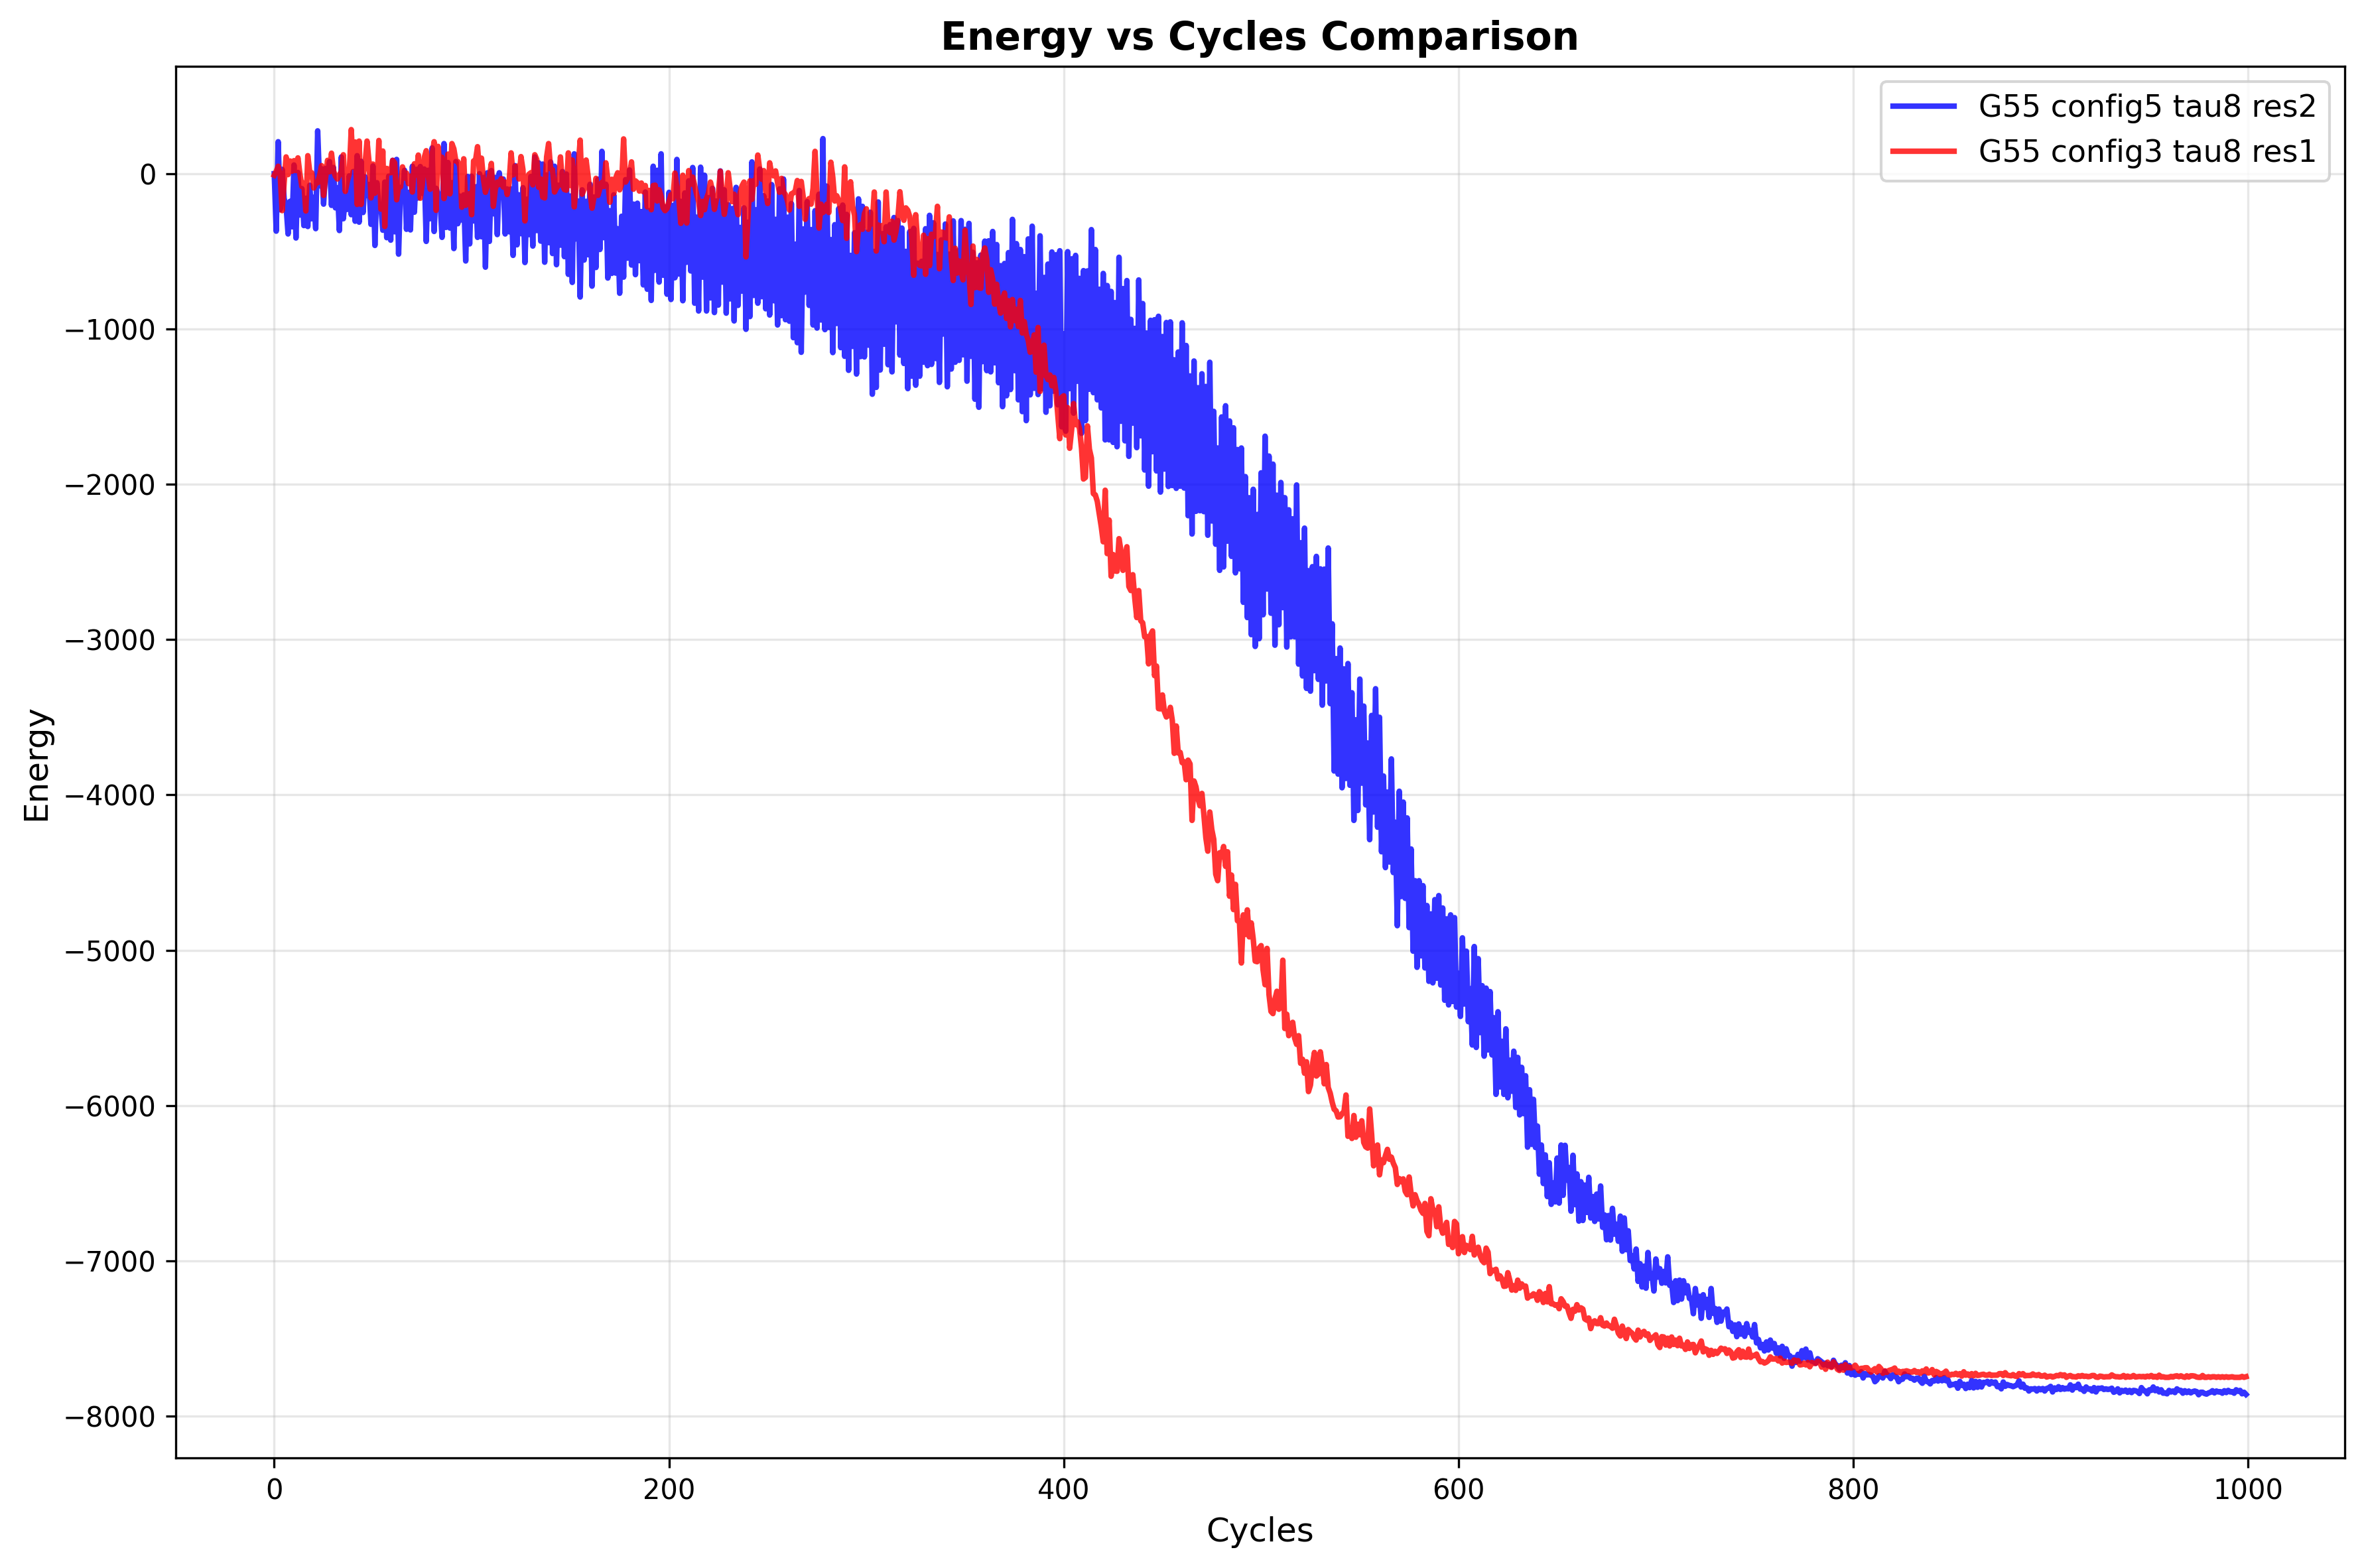 Energy vs Cycles Comparison
G55 config5 tau8 res2
G55 config3 tau8 res1
0
−1000
−2000
−3000
−4000
−5000
−6000
−7000
−8000
Energy
0 200 400 600 800 1000
Cycles